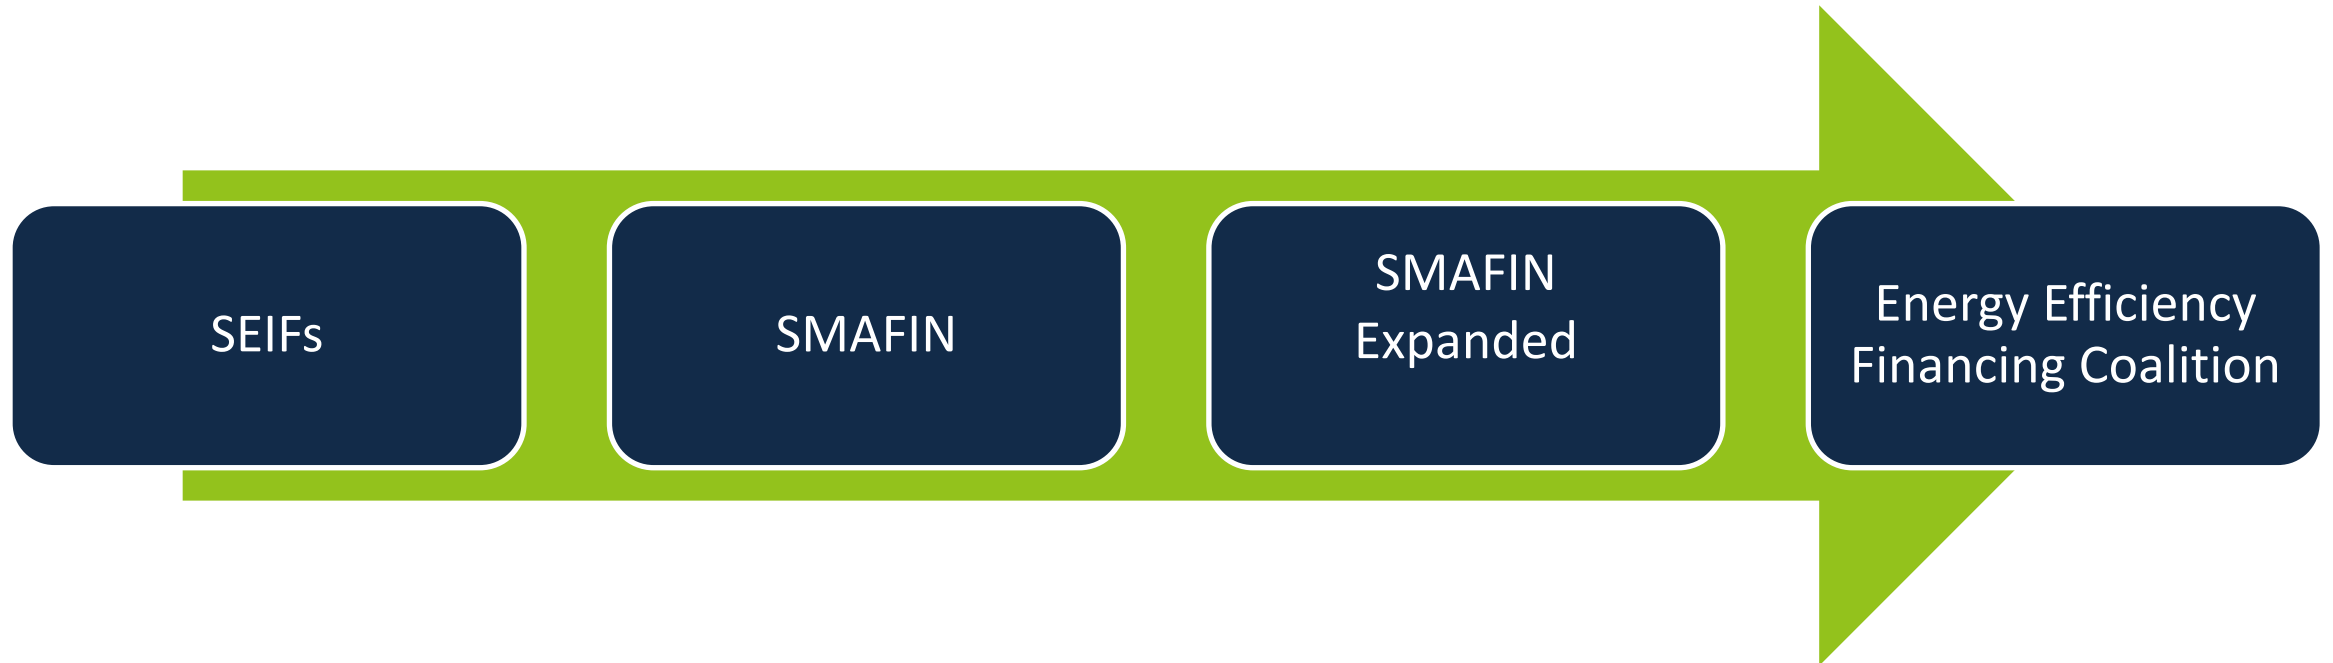 SEIFs
SMAFIN
SMAFIN
Expanded
Energy Efficiency
Financing Coalition